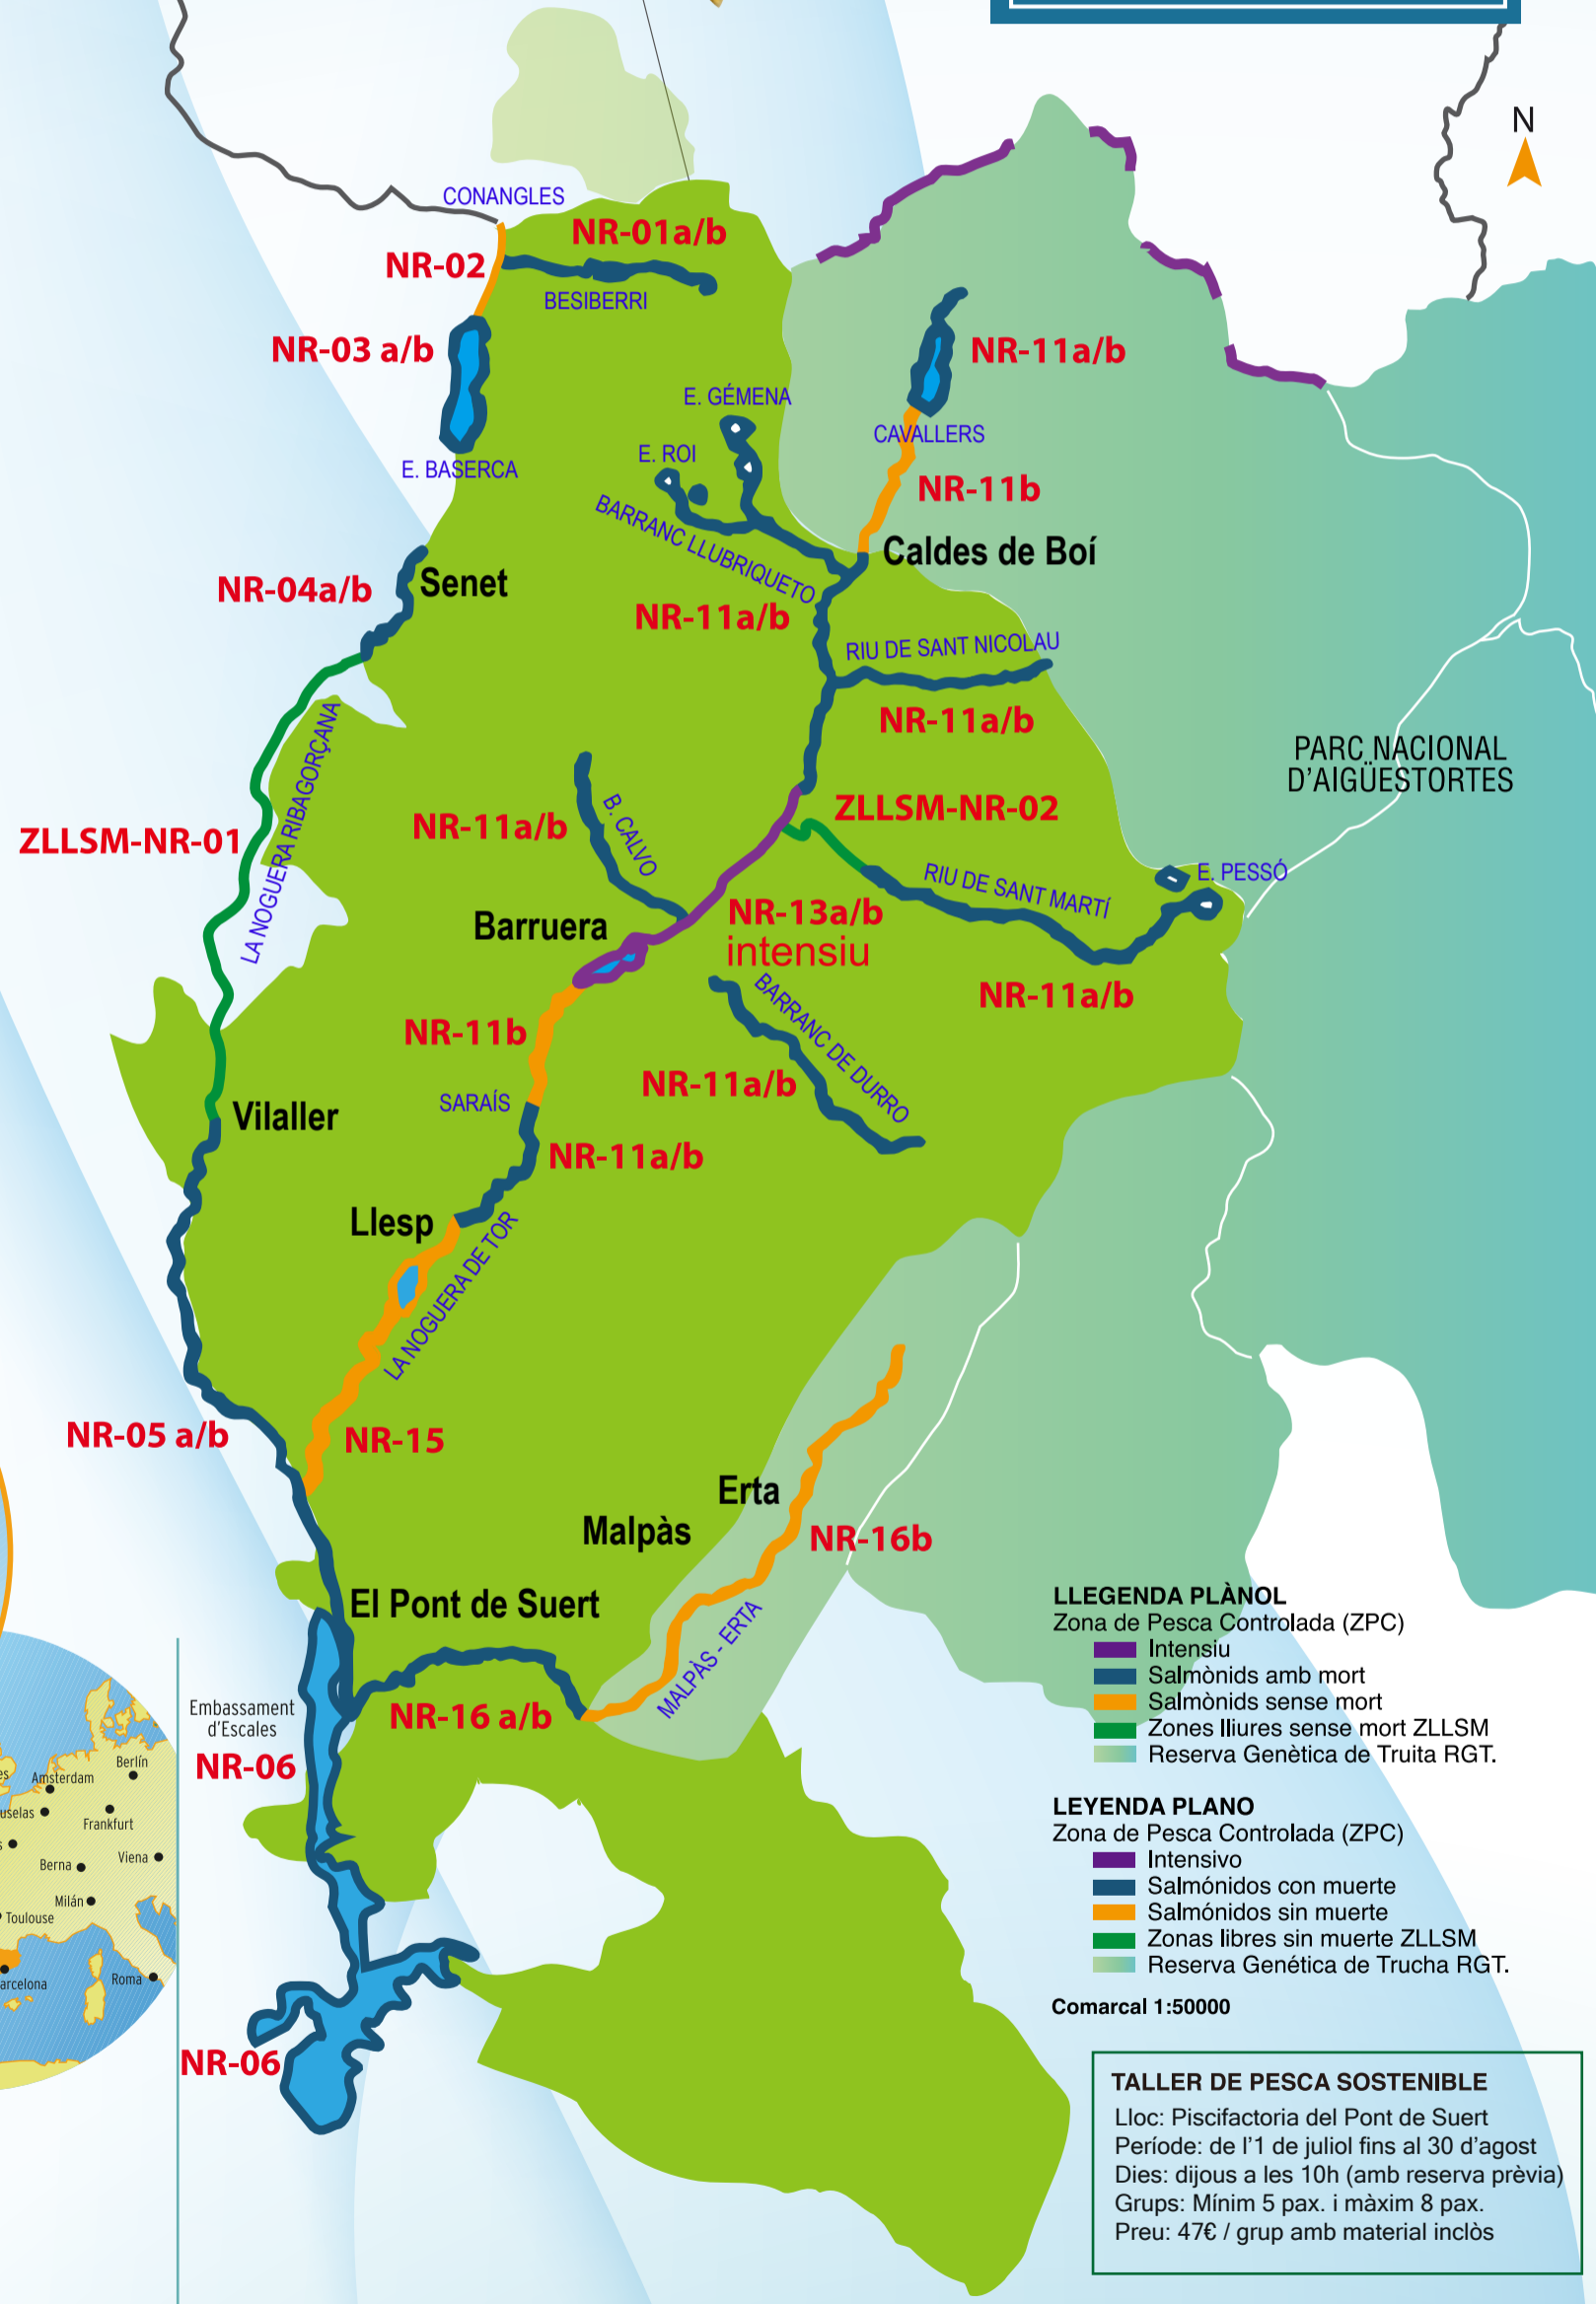 N
CONANGLES
NR-01a/b
NR-02
BESIBERRI
NR-03 a/b
NR-11a/b
E. GÉMENA
CAVALLERS
E. ROI
E. BASERCA
NR-11b
BARRANC LLUBRIQUETO
Caldes de Boí
Senet
NR-04a/b
NR-11a/b
RIU DE SANT NICOLAU
NR-11a/b
LA NOGUERA RIBAGORÇANA
PARC NACIONAL
D'AIGÜESTORTES
ZLLSM-NR-02
NR-11a/b
B. CALVO
ZLLSM-NR-01
E. PESSÓ
RIU DE SANT MARTÍ
NR-13a/b
intensiu
Barruera
NR-11a/b
BARRANC DE DURRO
NR-11b
NR-11a/b
SARAÍS
Vilaller
NR-11a/b
Llesp
LA NOGUERA DE TOR
NR-05 a/b
NR-15
Erta
Malpàs
NR-16b
El Pont de Suert
MALPÀS - ERTA
Embassament
d'Escales
NR-16 a/b
NR-06
NR-06
LLEGENDA PLÀNOL
Zona de Pesca Controlada (ZPC)
Intensiu
Salmònids amb mort
Salmònids sense mort
Zones lliures sense mort ZLLSM
Reserva Genètica de Truita RGT.
LEYENDA PLANO
Zona de Pesca Controlada (ZPC)
Intensivo
Salmónidos con muerte
Salmónidos sin muerte
Zonas libres sin muerte ZLLSM
Reserva Genética de Trucha RGT.
Comarcal 1:50000
TALLER DE PESCA SOSTENIBLE
Lloc: Piscifactoria del Pont de Suert
Període: de l'1 de juliol fins al 30 d'agost
Dies: dijous a les 10h (amb reserva prèvia)
Grups: Mínim 5 pax. i màxim 8 pax.
Preu: 47€ / grup amb material inclòs
Berlín
Amsterdam
uselas
Frankfurt
Berna
Viena
Milán
Toulouse
arcelona
Roma